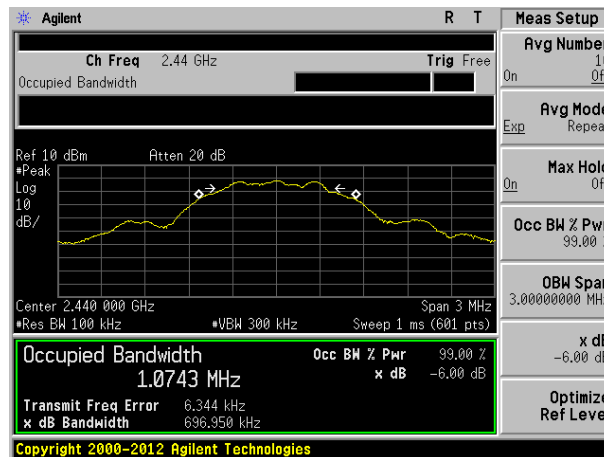 Agilent R T
Meas Setup
Ch Freq 2.44 GHz Trig Free
Occupied Bandwidth
Avg Number
On Of
Avg Mode
Exp Repea
Ref 10 dBm Atten 20 dB
#Peak
Log
10
dB/
Max Hold
On Of
Occ BW % Pwr
99.00
Center 2.440 000 GHz Span 3 MHz
#Res BW 100 kHz #VBW 300 kHz Sweep 1 ms (601 pts)
OBW Span
3.00000000 MH
Occupied Bandwidth Occ BW % Pwr 99.00 %
1.0743 MHz x dB -6.00 dB
Transmit Freq Error 6.344 kHz
x dB Bandwidth 696.950 kHz
x dB
-6.00 dB
Optimize
Ref Level
Copyright 2000-2012 Agilent Technologies